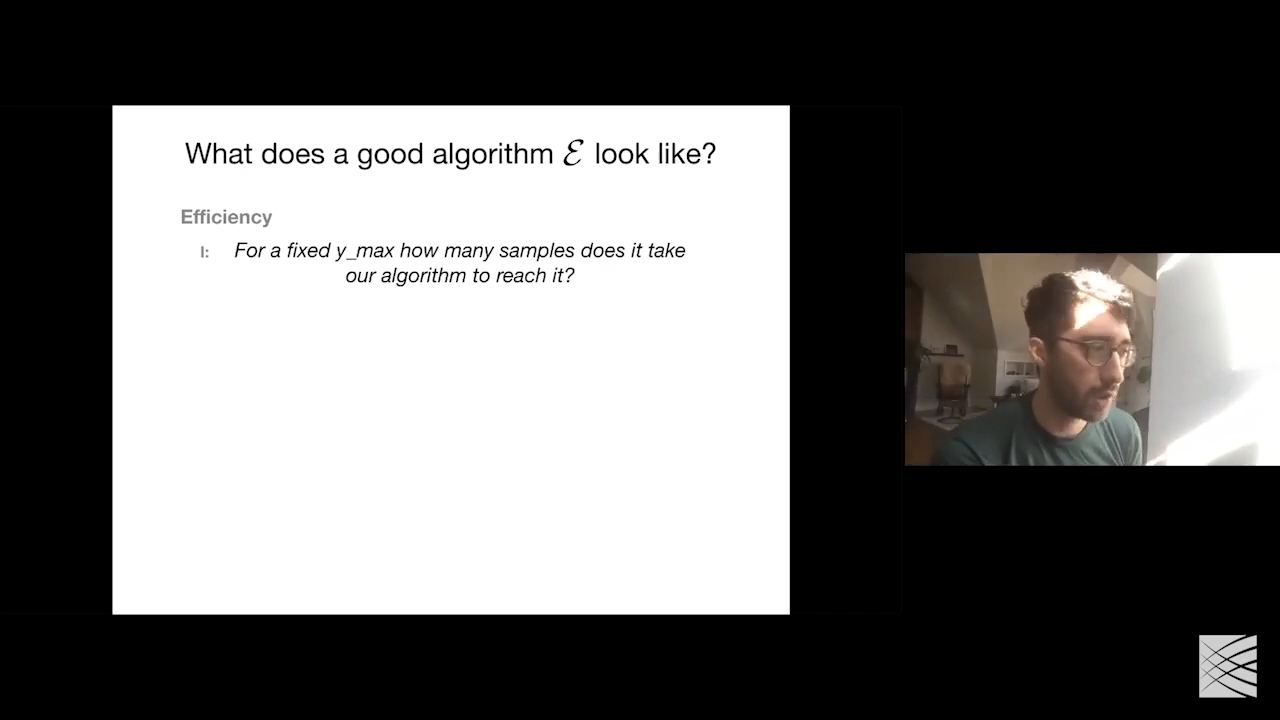 What does a good algorithm ℰ look like?
Efficiency
I: For a fixed y_max how many samples does it take
our algorithm to reach it?